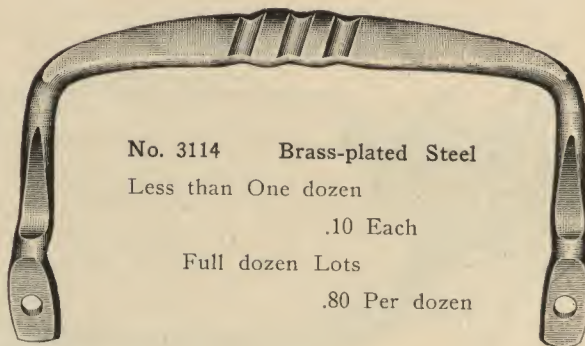 No. 3114 Brass-plated Steel
Less than One dozen
.10 Each
Full dozen Lots
.80 Per dozen